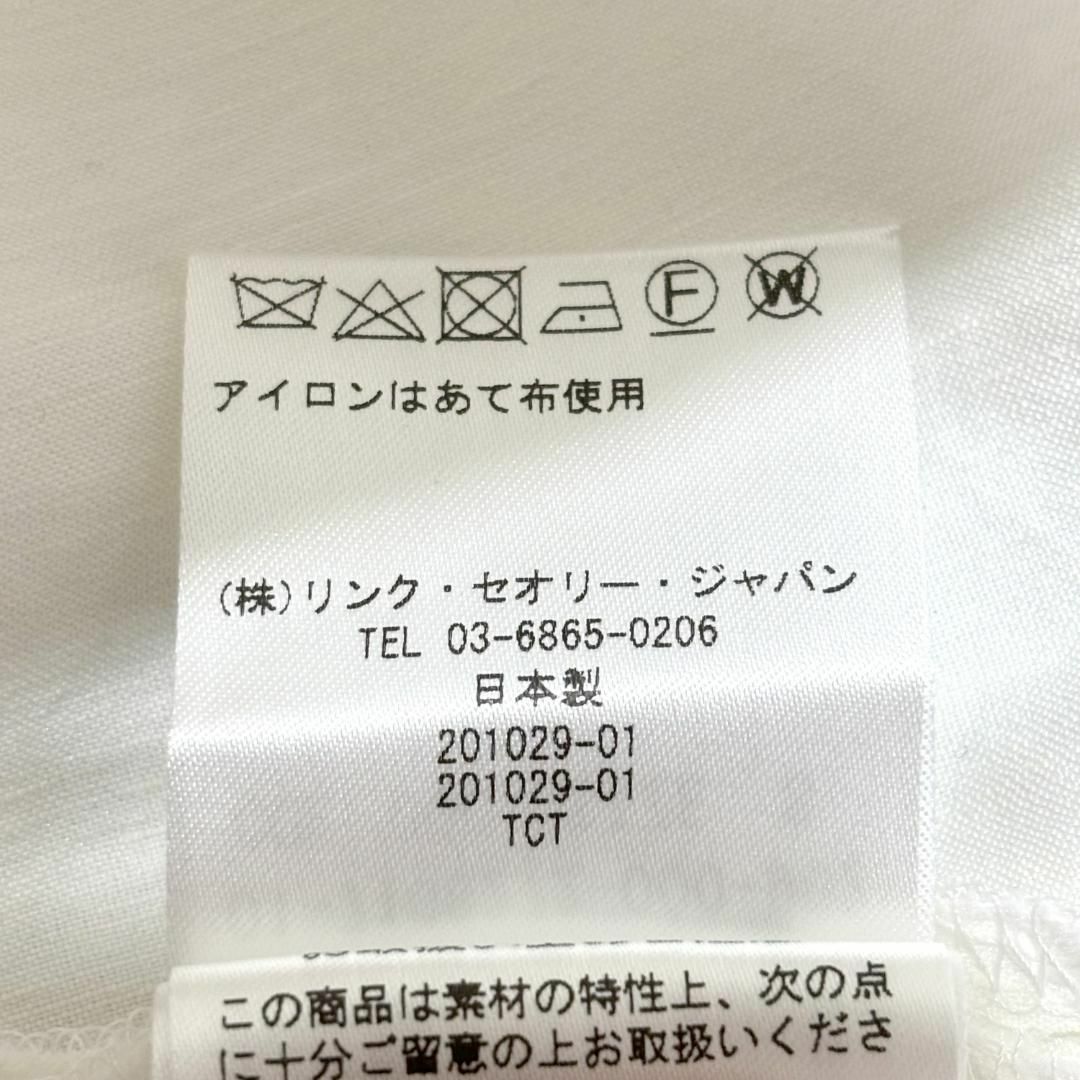 F W
アイロンはあて布使用
(株)リンク・セオリー・ジャパン
TEL 03-6865-0206
日本製
201029-01
201029-01
TCT
この商品は素材の特性上、次の点
に十分ご留意の上お取扱いくださ